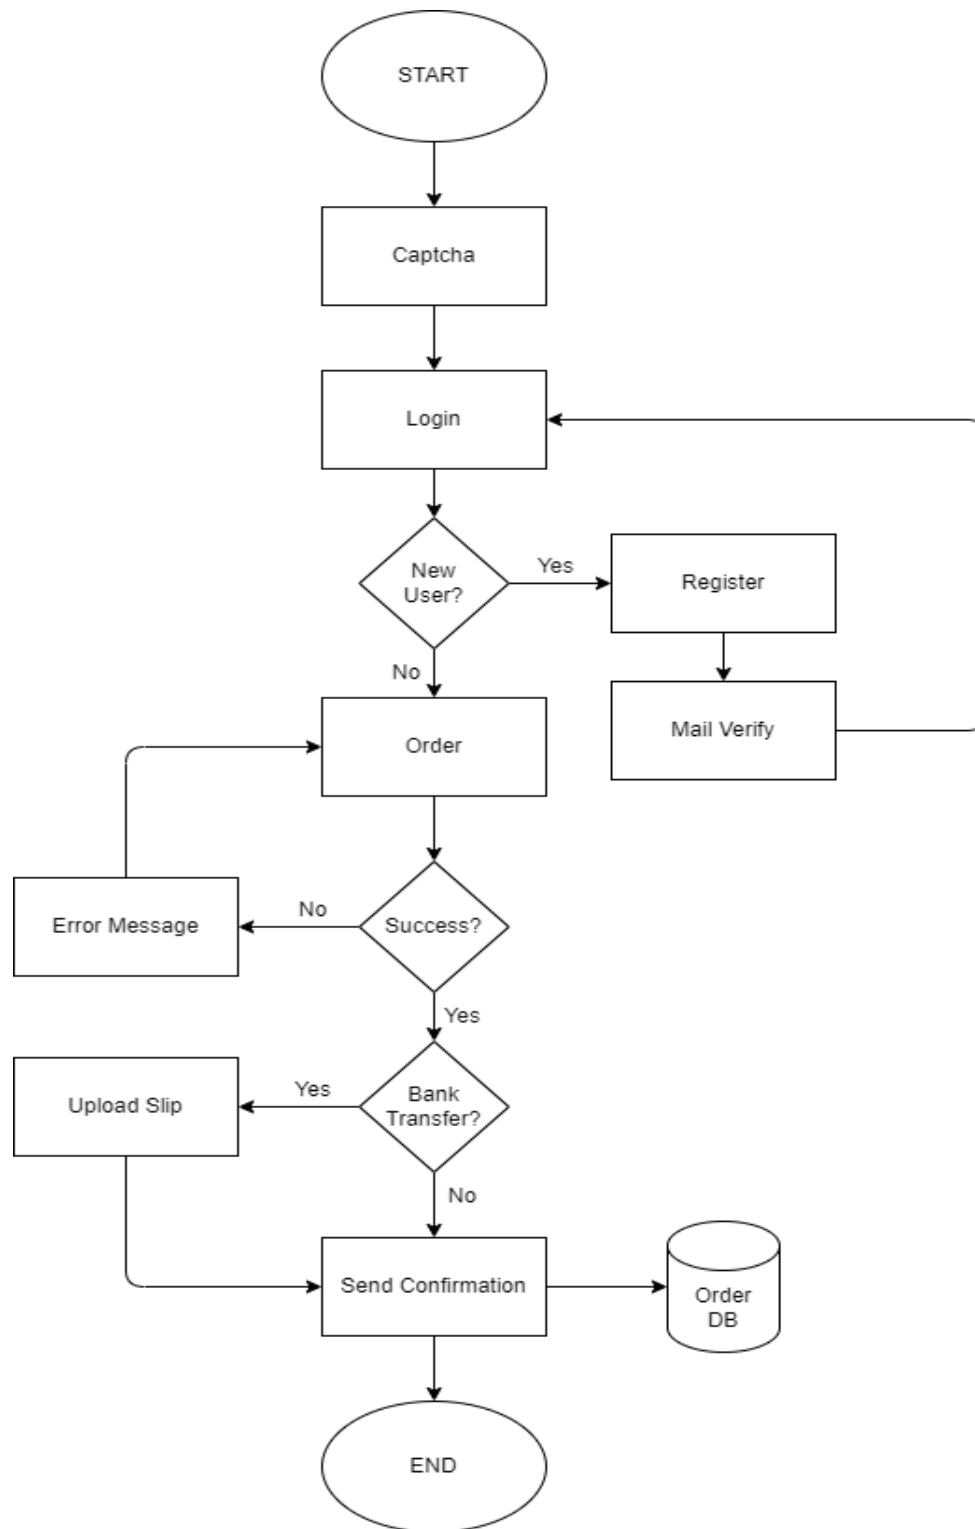 START
Captcha
Login
New
User?
Yes
Register
No
Mail Verify
Order
Error Message
No
Success?
Yes
Upload Slip
Yes
Bank
Transfer?
No
Send Confirmation
Order
DB
END